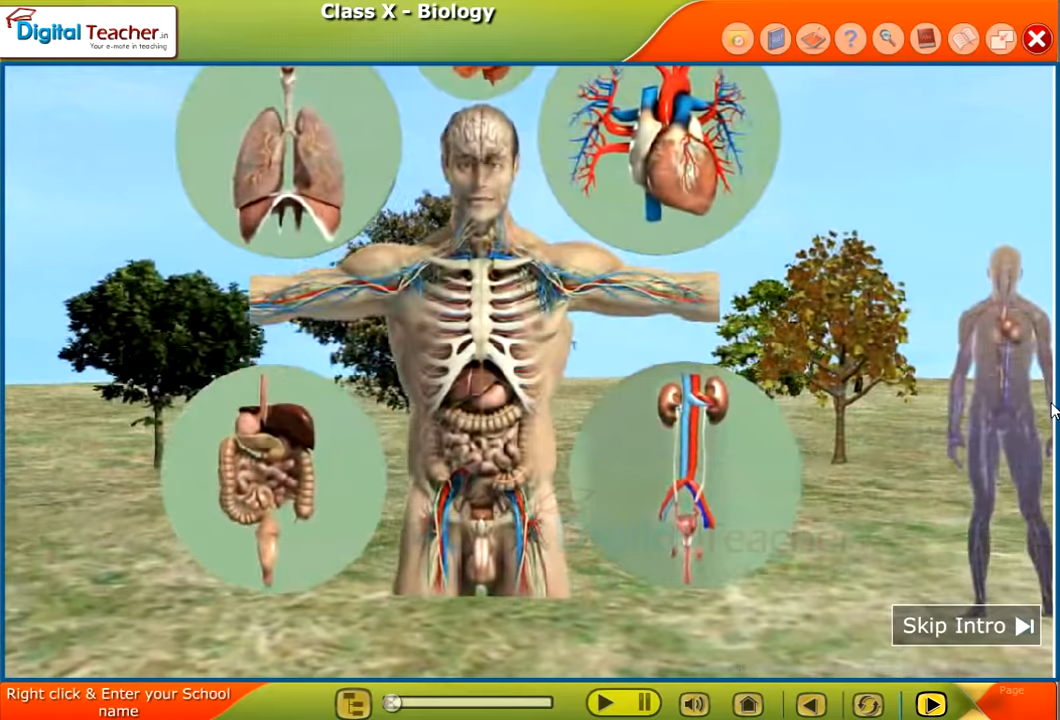 Class X - Biology
Digital Teacher.in
Your e-mate in teaching
Skip Intro
Right click & Enter your School
name
Page